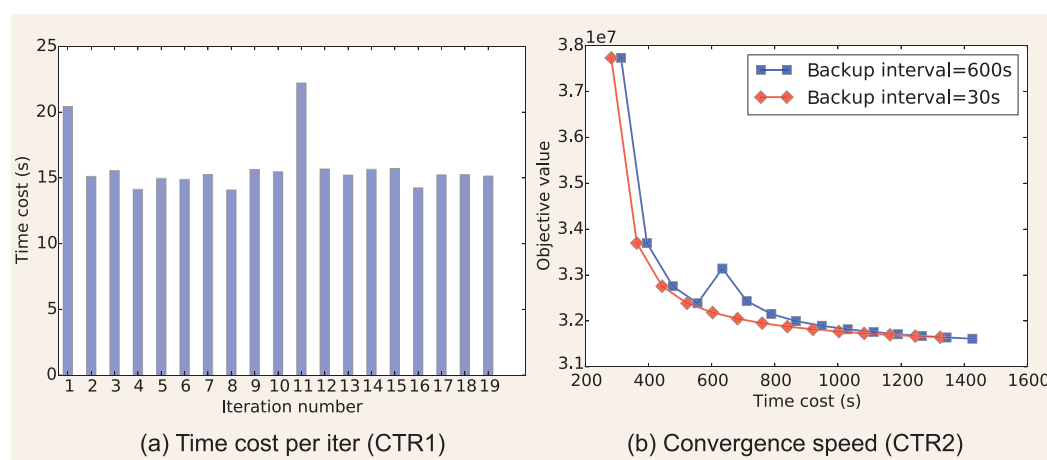 25
20
15
10
5
0
Time cost (s)
1 2 3 4 5 6 7 8 9 10 11 12 13 14 15 16 17 18 19
Iteration number
(a) Time cost per iter (CTR1)
3.8 1e7
3.7
3.6
3.5
3.4
3.3
3.2
3.1
Objective value
Backup interval=600s
Backup interval=30s
200 400 600 800 1000 1200 1400 1600
Time cost (s)
(b) Convergence speed (CTR2)